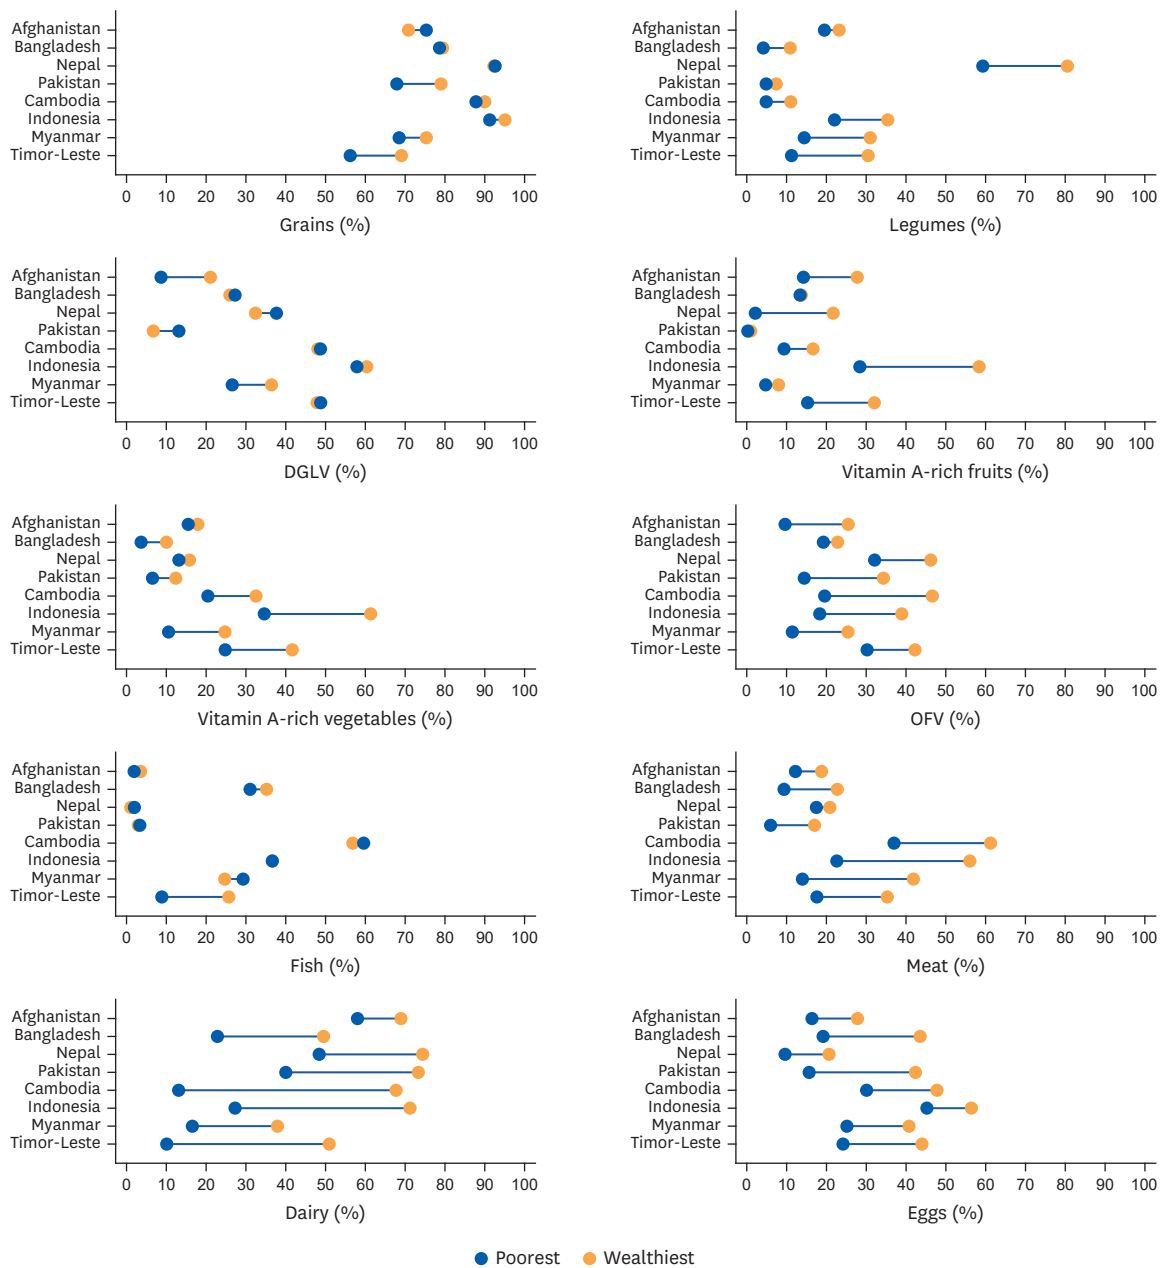 Afghanistan
Bangladesh
Nepal
Pakistan
Cambodia
Indonesia
Myanmar
Timor-Leste
0 10 20 30 40 50 60 70 80 90 100
Grains (%)
Afghanistan
Bangladesh
Nepal
Pakistan
Cambodia
Indonesia
Myanmar
Timor-Leste
0 10 20 30 40 50 60 70 80 90 100
Legumes (%)
Afghanistan
Bangladesh
Nepal
Pakistan
Cambodia
Indonesia
Myanmar
Timor-Leste
0 10 20 30 40 50 60 70 80 90 100
DGLV (%)
Afghanistan
Bangladesh
Nepal
Pakistan
Cambodia
Indonesia
Myanmar
Timor-Leste
0 10 20 30 40 50 60 70 80 90 100
Vitamin A-rich fruits (%)
Afghanistan
Bangladesh
Nepal
Pakistan
Cambodia
Indonesia
Myanmar
Timor-Leste
0 10 20 30 40 50 60 70 80 90 100
Vitamin A-rich vegetables (%)
Afghanistan
Bangladesh
Nepal
Pakistan
Cambodia
Indonesia
Myanmar
Timor-Leste
0 10 20 30 40 50 60 70 80 90 100
OFV (%)
Afghanistan
Bangladesh
Nepal
Pakistan
Cambodia
Indonesia
Myanmar
Timor-Leste
0 10 20 30 40 50 60 70 80 90 100
Fish (%)
Afghanistan
Bangladesh
Nepal
Pakistan
Cambodia
Indonesia
Myanmar
Timor-Leste
0 10 20 30 40 50 60 70 80 90 100
Meat (%)
Afghanistan
Bangladesh
Nepal
Pakistan
Cambodia
Indonesia
Myanmar
Timor-Leste
0 10 20 30 40 50 60 70 80 90 100
Dairy (%)
Afghanistan
Bangladesh
Nepal
Pakistan
Cambodia
Indonesia
Myanmar
Timor-Leste
0 10 20 30 40 50 60 70 80 90 100
Eggs (%)
Poorest Wealthiest